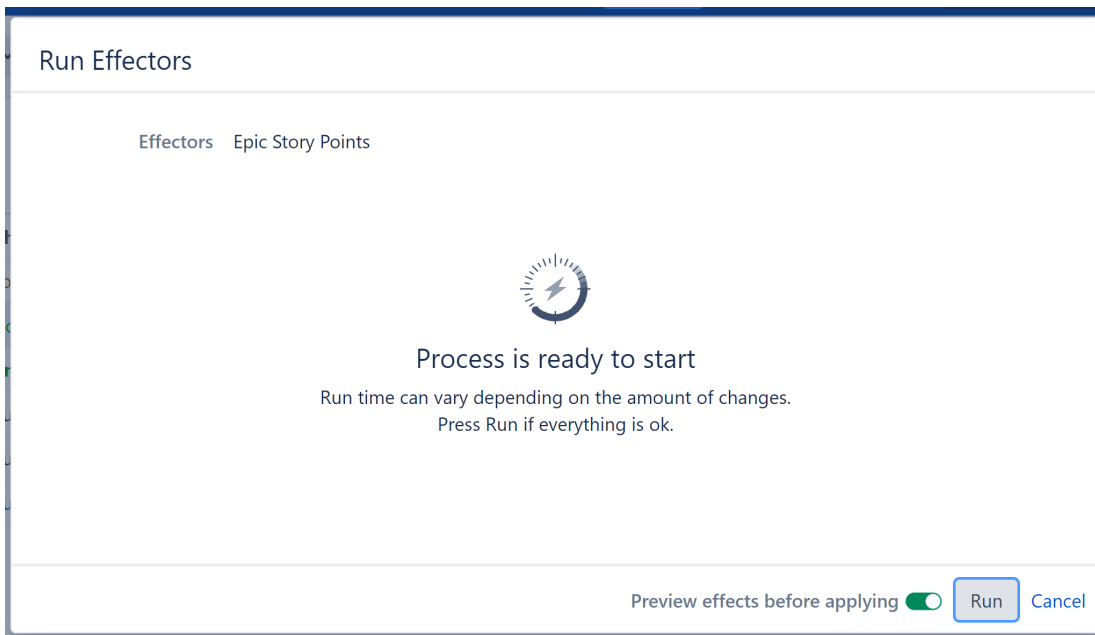 Run Effectors
Effectors Epic Story Points
Process is ready to start
Run time can vary depending on the amount of changes.
Press Run if everything is ok.
Preview effects before applying Run Cancel